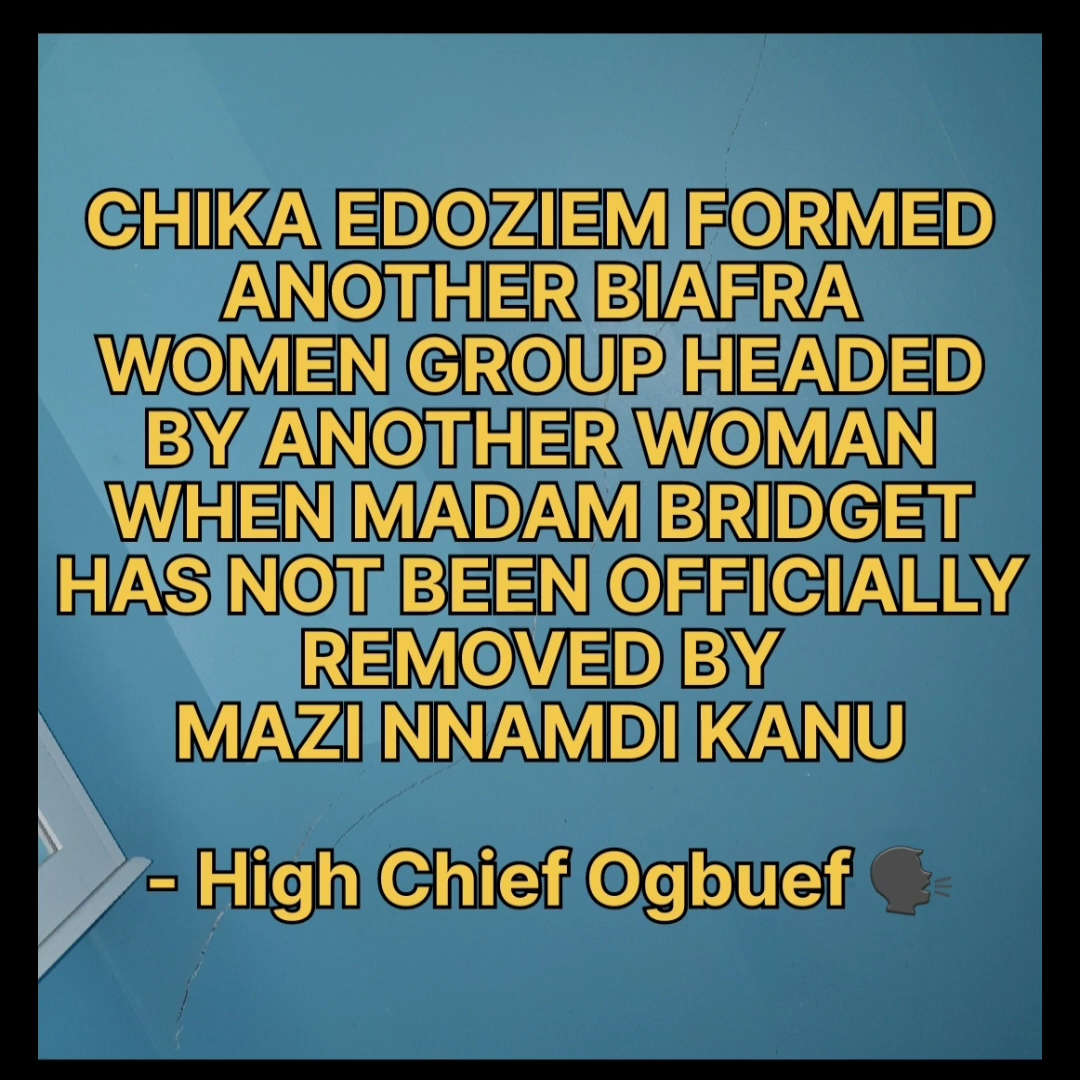 CHIKA EDOZIEM FORMED
ANOTHER BIAFRA
WOMEN GROUP HEADED
BY ANOTHER WOMAN
WHEN MADAM BRIDGET
HAS NOT BEEN OFFICIALLY
REMOVED BY
MAZI NNAMDI KANU
- High Chief Ogbuef 🗣